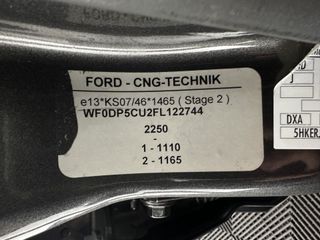 FORD - CNG-TECHNIK
e13*KS07/46*1465 ( Stage 2 )
WF0DP5CU2FL122744
2250
-
1 - 1110
2 - 1165
DXA
5HKER